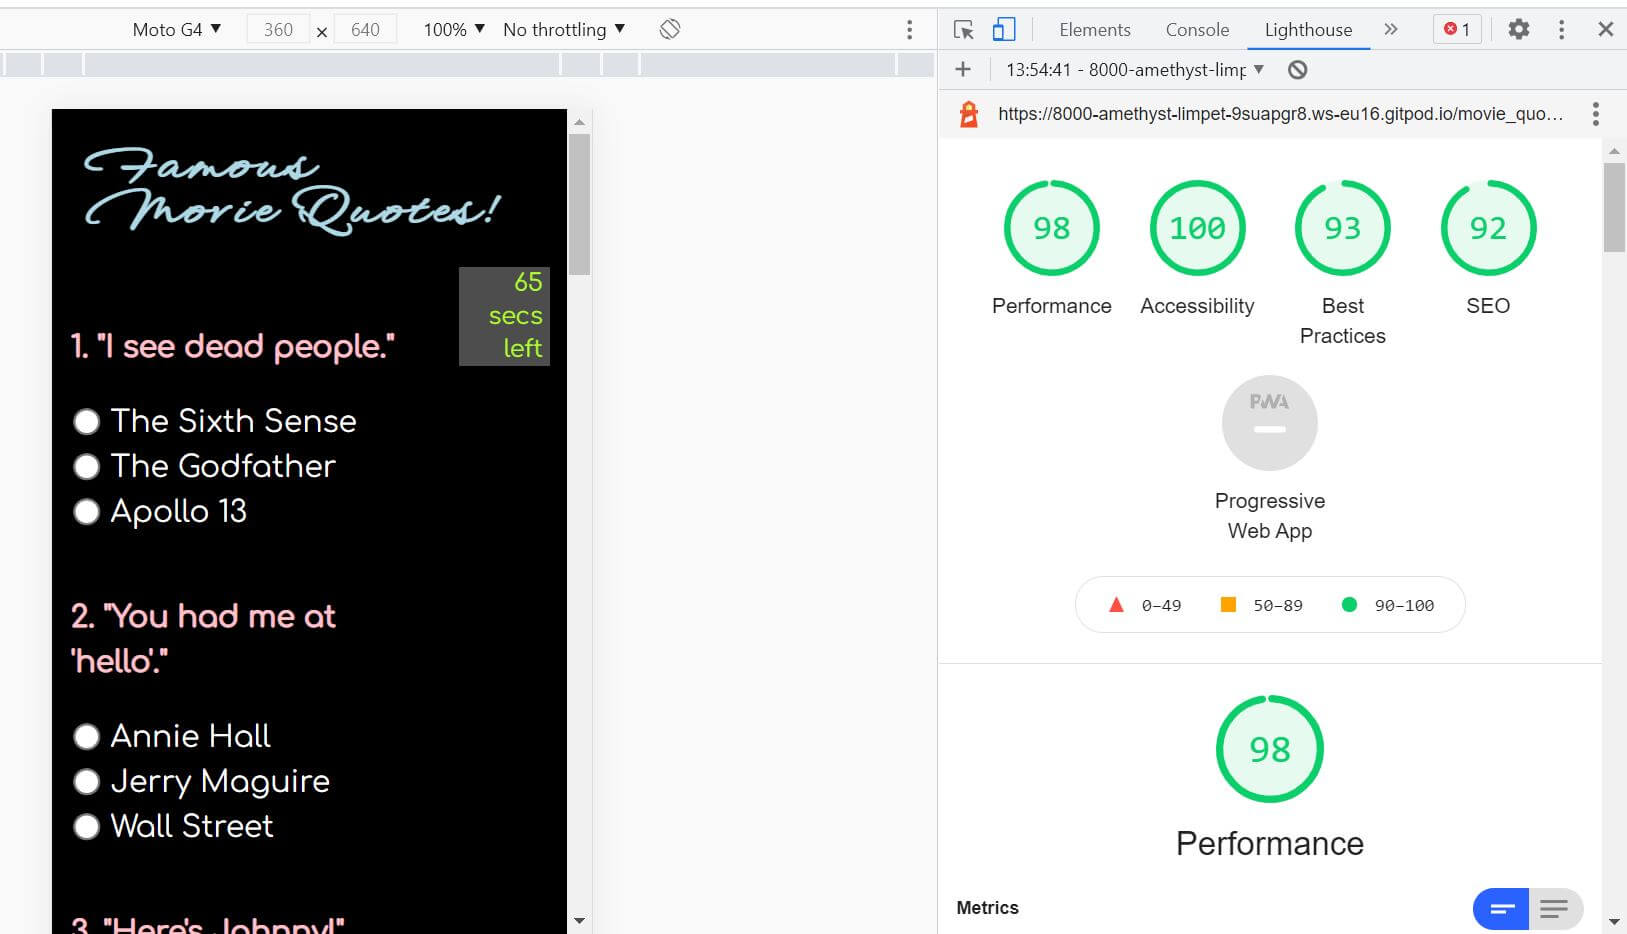 Moto G4 ▼ 360 × 640 100% ▼ No throttling ▼
Elements Console Lighthouse » 1
13:54:41 - 8000-amethyst-limp ▼
https://8000-amethyst-limpet-9suapgr8.ws-eu16.gitpod.io/movie_quo…
Famous
Movie Quotes!
65
secs
left
1. "I see dead people."
The Sixth Sense
The Godfather
Apollo 13
2. "You had me at
'hello'."
Annie Hall
Jerry Maguire
Wall Street
3. "Here's Johnny!"
98
Performance
100
Accessibility
93
Best
Practices
92
SEO
PWA
Progressive
Web App
0–49 50–89 90–100
98
Performance
Metrics